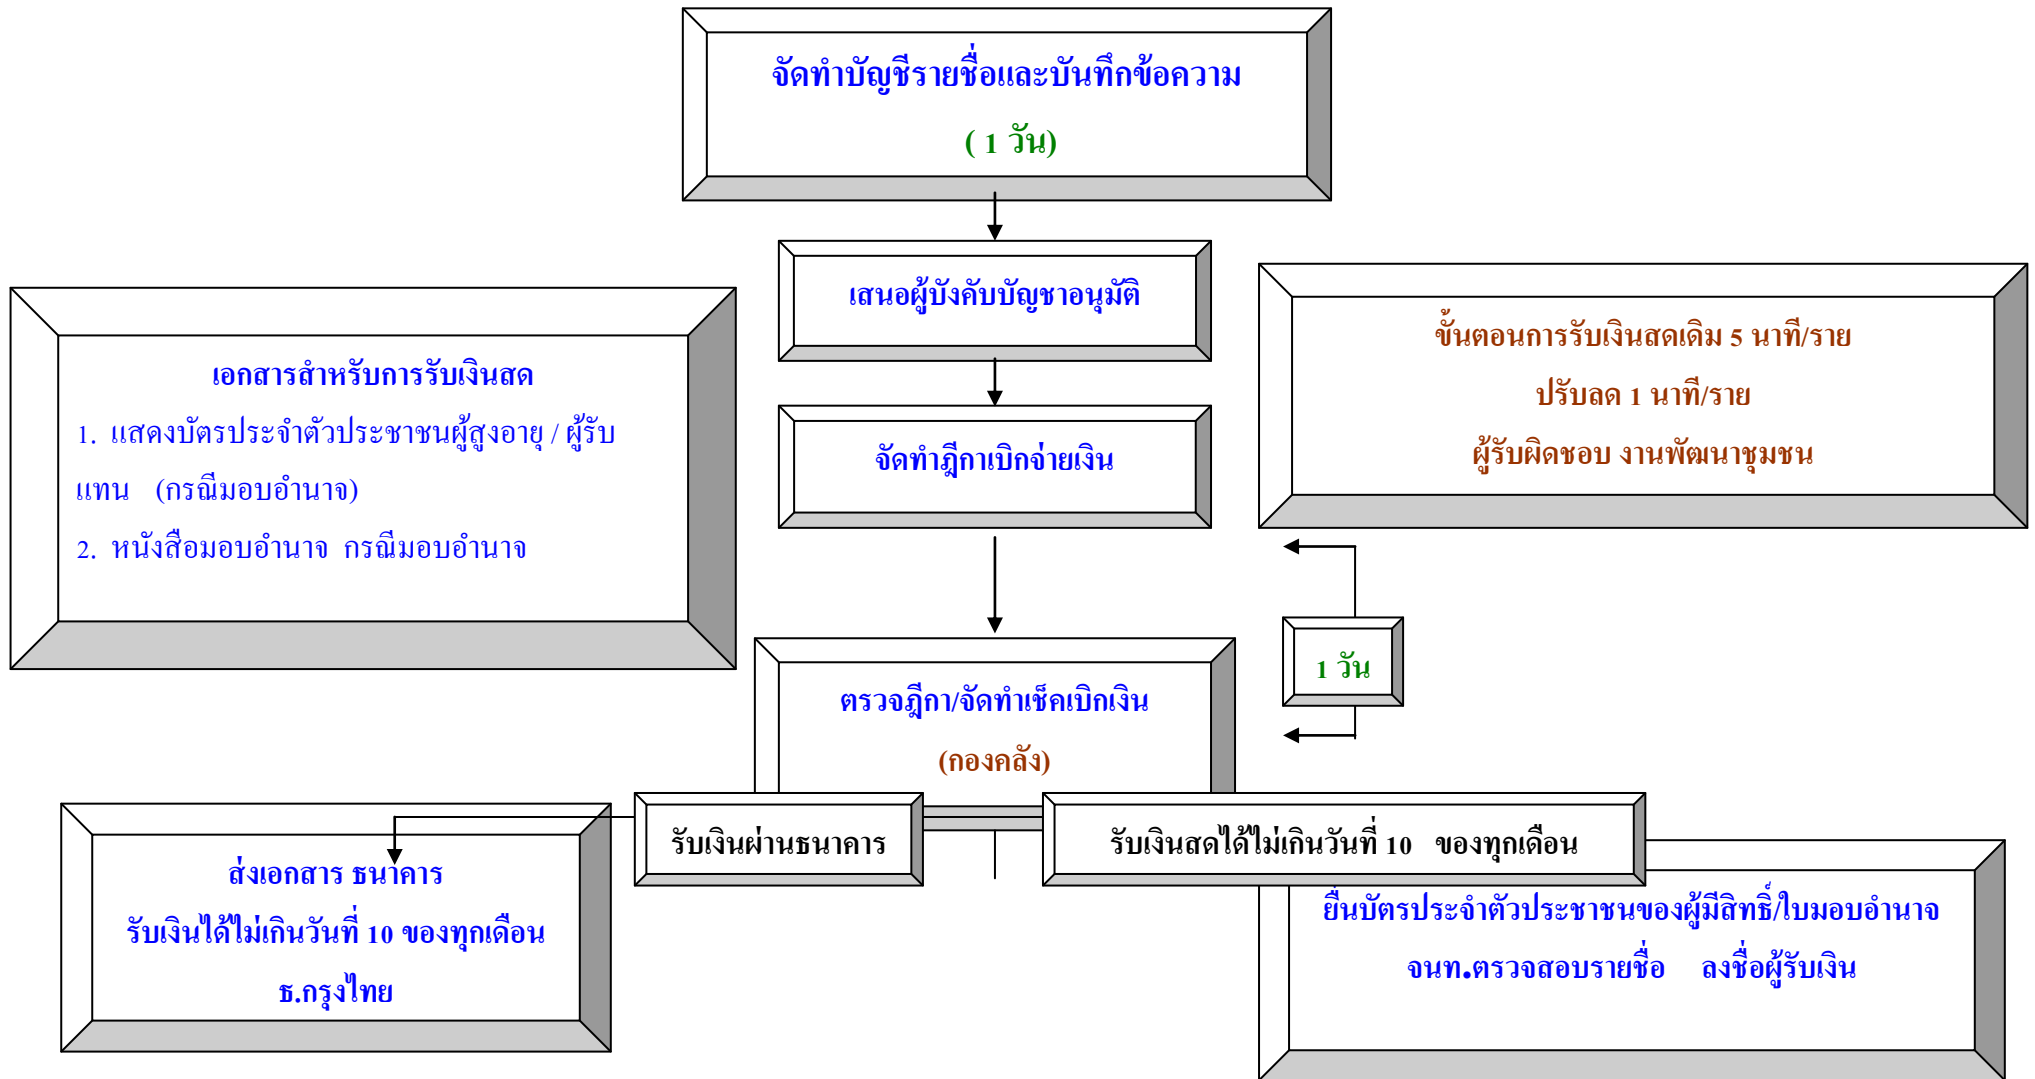 จัดทำบัญชีรายชื่อและบันทึกข้อความ
( 1 วัน)
เสนอผู้บังคับบัญชาอนุมัติ
เอกสารสำหรับการรับเงินสด
1. แสดงบัตรประจำตัวประชาชนผู้สูงอายุ / ผู้รับ
แทน (กรณีมอบอำนาจ)
2. หนังสือมอบอำนาจ กรณีมอบอำนาจ
จัดทำฎีกาเบิกจ่ายเงิน
ขั้นตอนการรับเงินสดเดิม 5 นาที/ราย
ปรับลด 1 นาที/ราย
ผู้รับผิดชอบ งานพัฒนาชุมชน
1 วัน
ตรวจฎีกา/จัดทำเช็คเบิกเงิน
(กองคลัง)
รับเงินผ่านธนาคาร
รับเงินสดได้ไม่เกินวันที่ 10 ของทุกเดือน
ส่งเอกสาร ธนาคาร
รับเงินได้ไม่เกินวันที่ 10 ของทุกเดือน
ธ.กรุงไทย
ยื่นบัตรประจำตัวประชาชนของผู้มีสิทธิ์/ใบมอบอำนาจ
จนท.ตรวจสอบรายชื่อ ลงชื่อผู้รับเงิน